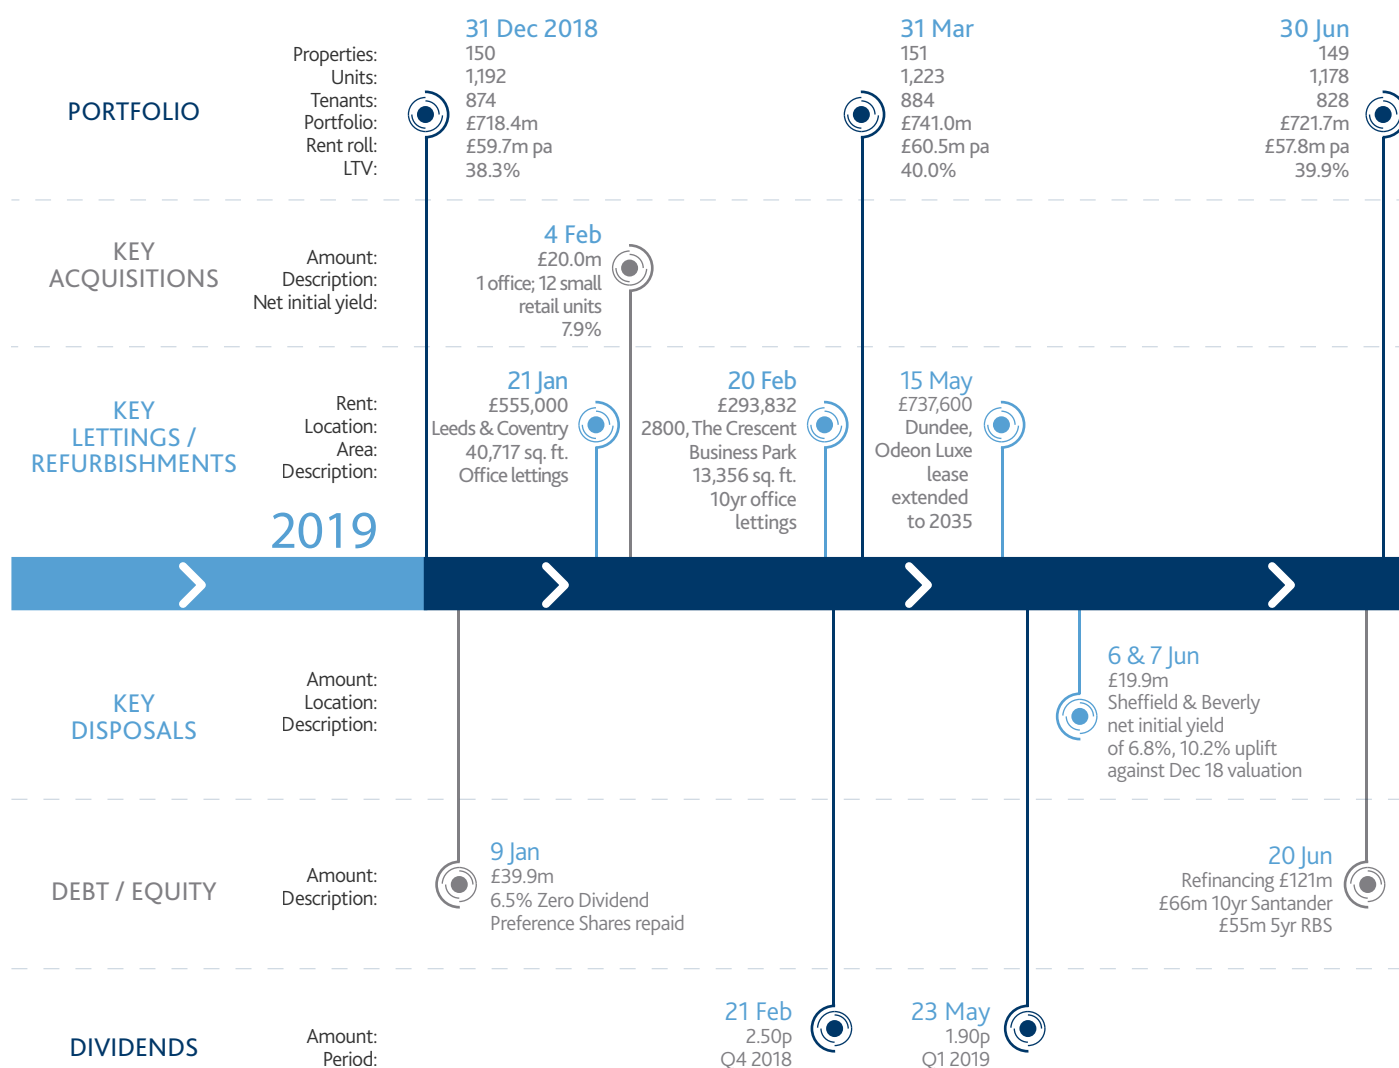 31 Dec 2018
31 Mar
30 Jun
PORTFOLIO
Properties:
150
151
149
Units:
1,192
1,223
1,178
Tenants:
874
884
828
Portfolio:
£718.4m
£741.0m
£721.7m
Rent roll:
£59.7m pa
£60.5m pa
£57.8m pa
LTV:
38.3%
40.0%
39.9%
KEY
ACQUISITIONS
Amount:
Description:
Net initial yield:
4 Feb
£20.0m
1 office; 12 small
retail units
7.9%
KEY
LETTINGS /
REFURBISHMENTS
Rent:
Location:
Area:
Description:
21 Jan
£555,000
Leeds & Coventry
40,717 sq. ft.
Office lettings
20 Feb
£293,832
2800, The Crescent
Business Park
13,356 sq. ft.
10yr office
lettings
15 May
£737,600
Dundee,
Odeon Luxe
lease
extended
to 2035
2019
KEY
DISPOSALS
Amount:
Location:
Description:
6 & 7 Jun
£19.9m
Sheffield & Beverly
net initial yield
of 6.8%, 10.2% uplift
against Dec 18 valuation
DEBT / EQUITY
Amount:
Description:
9 Jan
£39.9m
6.5% Zero Dividend
Preference Shares repaid
20 Jun
Refinancing £121m
£66m 10yr Santander
£55m 5yr RBS
DIVIDENDS
Amount:
Period:
21 Feb
2.50p
Q4 2018
23 May
1.90p
Q1 2019